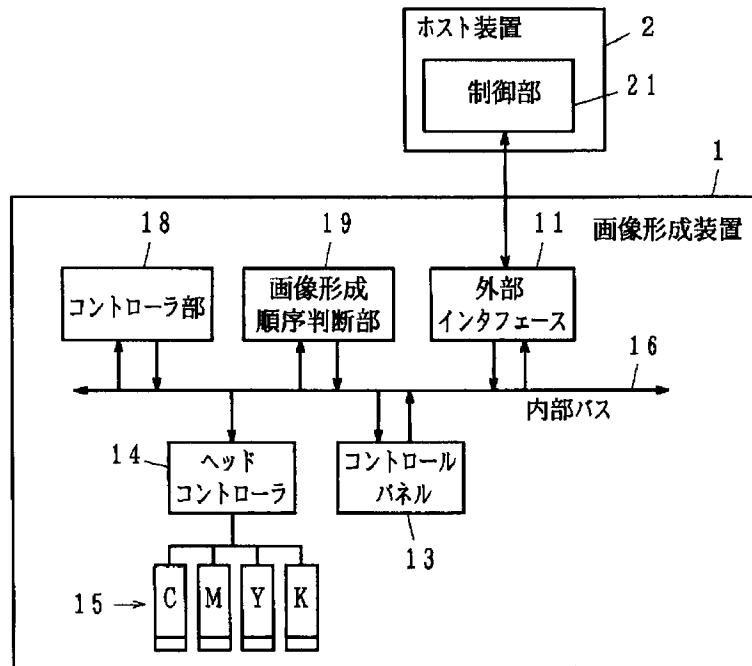 ホスト装置
2
制御部
21
1
画像形成装置
18
19
11
コントローラ部
画像形成
順序判断部
外部
インタフェース
16
内部バス
14
ヘッド
コントローラ
コントロール
パネル
13
15
C M Y K